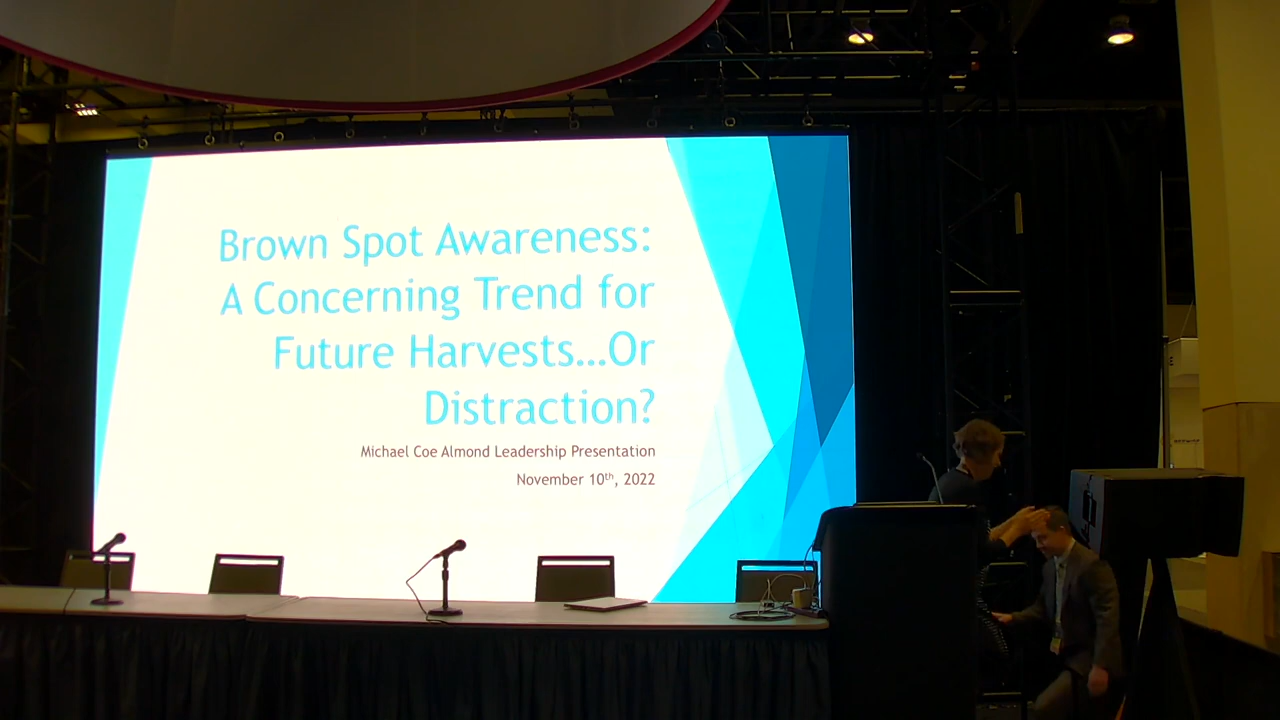 Brown Spot Awareness:
A Concerning Trend for
Future Harvests...Or
Distraction?
Michael Coe Almond Leadership Presentation
November 10th, 2022